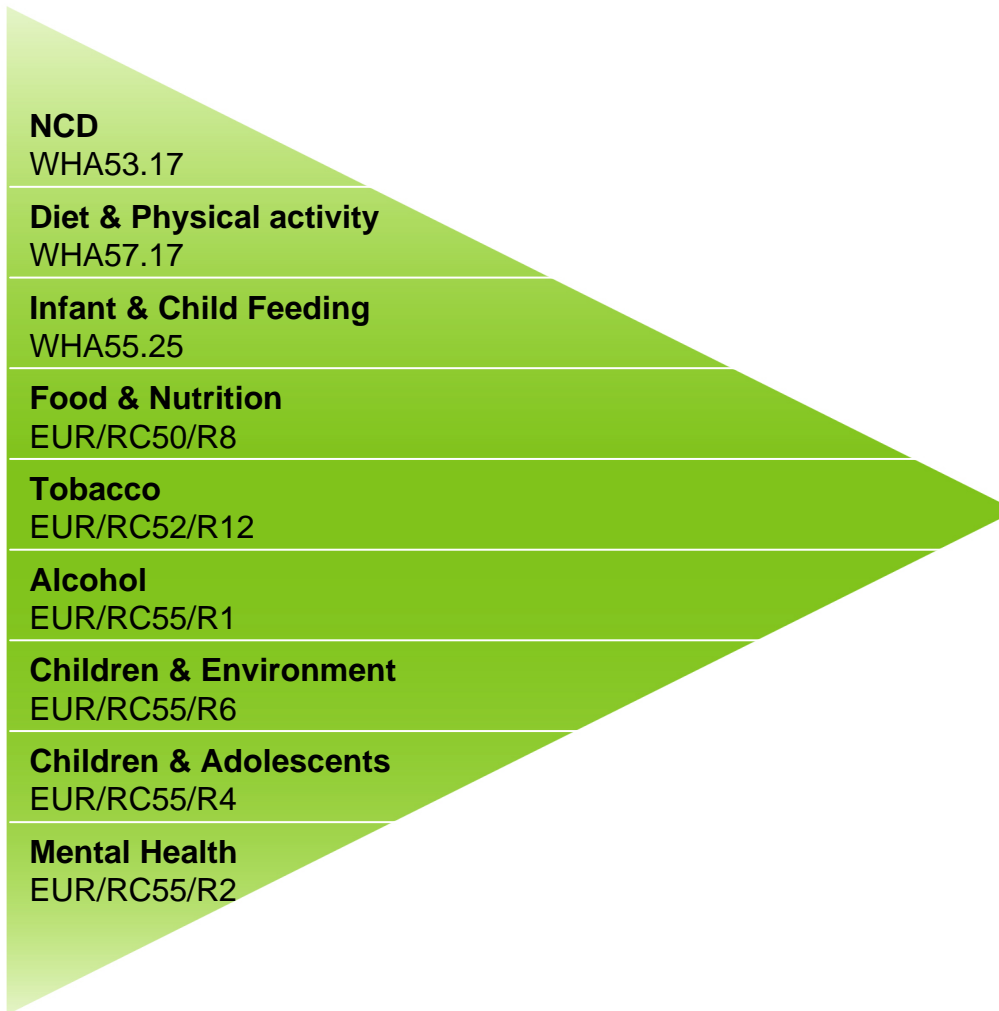 NCD
WHA53.17
Diet & Physical activity
WHA57.17
Infant & Child Feeding
WHA55.25
Food & Nutrition
EUR/RC50/R8
Tobacco
EUR/RC52/R12
Alcohol
EUR/RC55/R1
Children & Environment
EUR/RC55/R6
Children & Adolescents
EUR/RC55/R4
Mental Health
EUR/RC55/R2